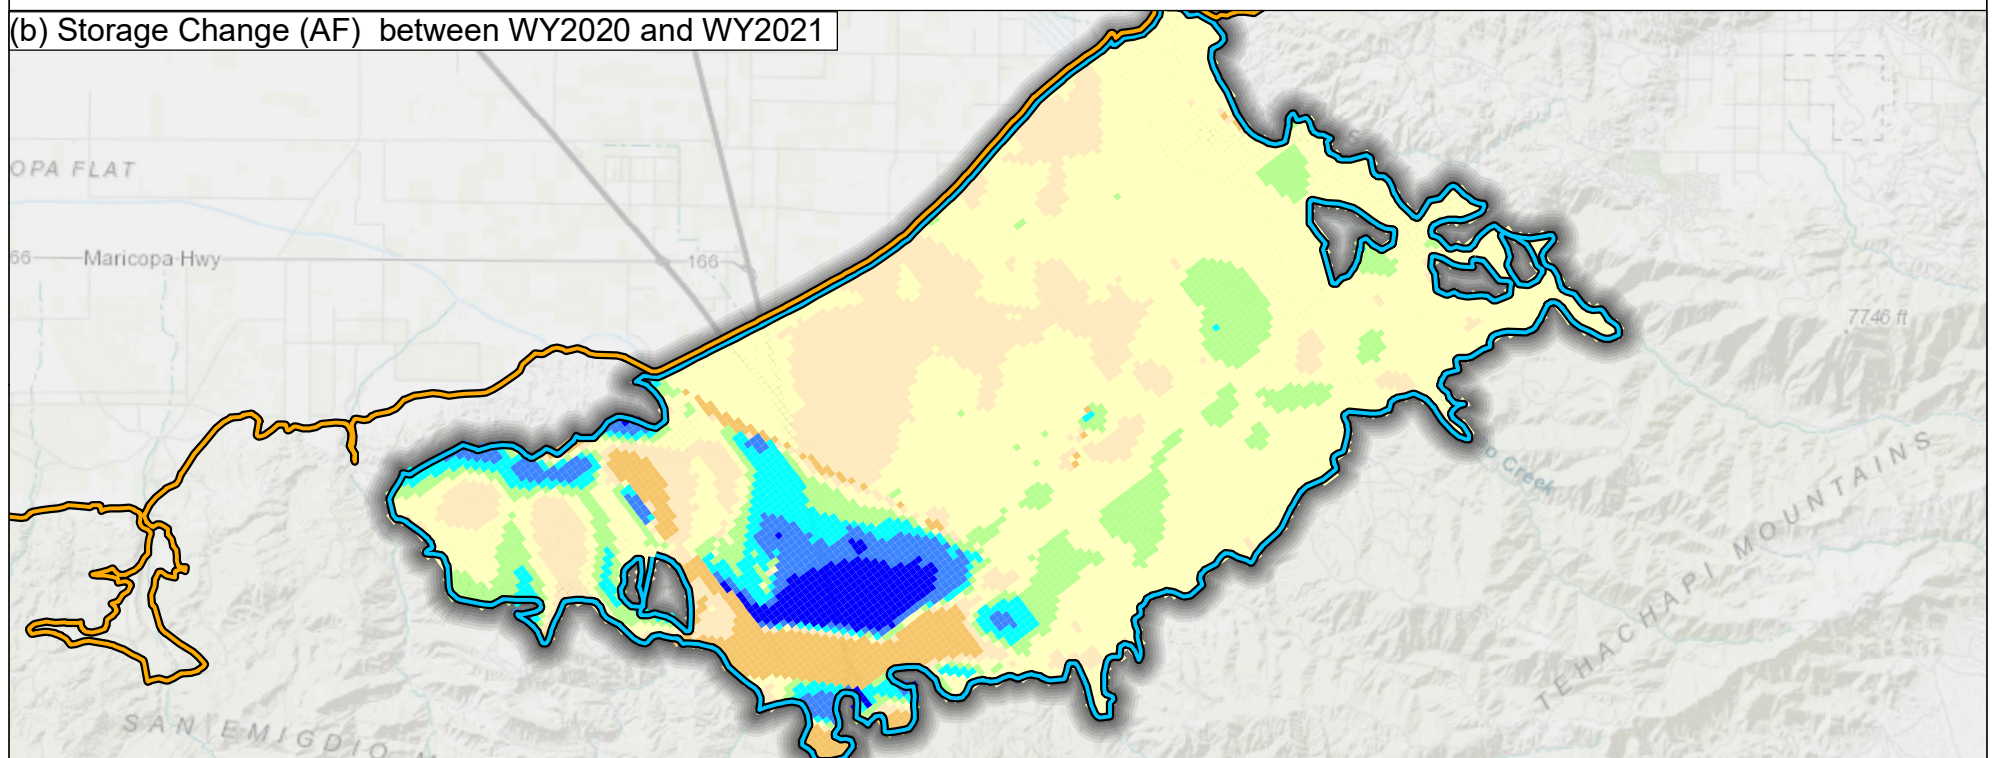 (b) Storage Change (AF)  between WY2020 and WY2021
OPA FLAT
66
Maricopa Hwy
166
7746 ft
o Creek
TEHACHAPI MOUNTAINS
SAN EMIGDIO